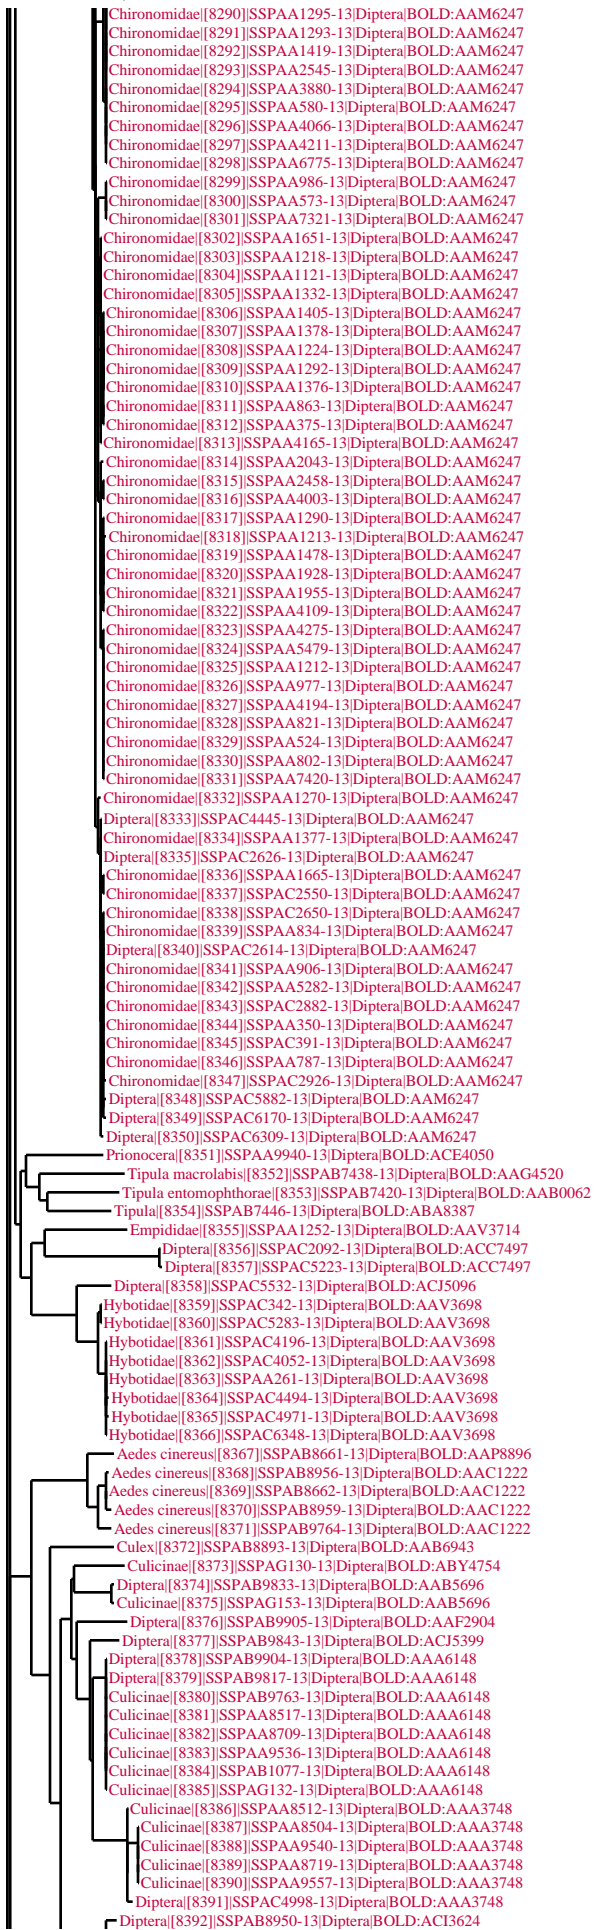 Chironomidae|[8290]|SSPAA1295-13|Diptera|BOLD:AAM6247
Chironomidae|[8291]|SSPAA1293-13|Diptera|BOLD:AAM6247
Chironomidae|[8292]|SSPAA1419-13|Diptera|BOLD:AAM6247
Chironomidae|[8293]|SSPAA2545-13|Diptera|BOLD:AAM6247
Chironomidae|[8294]|SSPAA3880-13|Diptera|BOLD:AAM6247
Chironomidae|[8295]|SSPAA580-13|Diptera|BOLD:AAM6247
Chironomidae|[8296]|SSPAA4066-13|Diptera|BOLD:AAM6247
Chironomidae|[8297]|SSPAA4211-13|Diptera|BOLD:AAM6247
Chironomidae|[8298]|SSPAA6775-13|Diptera|BOLD:AAM6247
Chironomidae|[8299]|SSPAA986-13|Diptera|BOLD:AAM6247
Chironomidae|[8300]|SSPAA573-13|Diptera|BOLD:AAM6247
Chironomidae|[8301]|SSPAA7321-13|Diptera|BOLD:AAM6247
Chironomidae|[8302]|SSPAA1651-13|Diptera|BOLD:AAM6247
Chironomidae|[8303]|SSPAA1218-13|Diptera|BOLD:AAM6247
Chironomidae|[8304]|SSPAA1121-13|Diptera|BOLD:AAM6247
Chironomidae|[8305]|SSPAA1332-13|Diptera|BOLD:AAM6247
Chironomidae|[8306]|SSPAA1405-13|Diptera|BOLD:AAM6247
Chironomidae|[8307]|SSPAA1378-13|Diptera|BOLD:AAM6247
Chironomidae|[8308]|SSPAA1224-13|Diptera|BOLD:AAM6247
Chironomidae|[8309]|SSPAA1292-13|Diptera|BOLD:AAM6247
Chironomidae|[8310]|SSPAA1376-13|Diptera|BOLD:AAM6247
Chironomidae|[8311]|SSPAA863-13|Diptera|BOLD:AAM6247
Chironomidae|[8312]|SSPAA375-13|Diptera|BOLD:AAM6247
Chironomidae|[8313]|SSPAA4165-13|Diptera|BOLD:AAM6247
Chironomidae|[8314]|SSPAA2043-13|Diptera|BOLD:AAM6247
Chironomidae|[8315]|SSPAA2458-13|Diptera|BOLD:AAM6247
Chironomidae|[8316]|SSPAA4003-13|Diptera|BOLD:AAM6247
Chironomidae|[8317]|SSPAA1290-13|Diptera|BOLD:AAM6247
Chironomidae|[8318]|SSPAA1213-13|Diptera|BOLD:AAM6247
Chironomidae|[8319]|SSPAA1478-13|Diptera|BOLD:AAM6247
Chironomidae|[8320]|SSPAA1928-13|Diptera|BOLD:AAM6247
Chironomidae|[8321]|SSPAA1955-13|Diptera|BOLD:AAM6247
Chironomidae|[8322]|SSPAA4109-13|Diptera|BOLD:AAM6247
Chironomidae|[8323]|SSPAA4275-13|Diptera|BOLD:AAM6247
Chironomidae|[8324]|SSPAA5479-13|Diptera|BOLD:AAM6247
Chironomidae|[8325]|SSPAA1212-13|Diptera|BOLD:AAM6247
Chironomidae|[8326]|SSPAA977-13|Diptera|BOLD:AAM6247
Chironomidae|[8327]|SSPAA4194-13|Diptera|BOLD:AAM6247
Chironomidae|[8328]|SSPAA821-13|Diptera|BOLD:AAM6247
Chironomidae|[8329]|SSPAA524-13|Diptera|BOLD:AAM6247
Chironomidae|[8330]|SSPAA802-13|Diptera|BOLD:AAM6247
Chironomidae|[8331]|SSPAA7420-13|Diptera|BOLD:AAM6247
Chironomidae|[8332]|SSPAA1270-13|Diptera|BOLD:AAM6247
Diptera|[8333]|SSPAC4445-13|Diptera|BOLD:AAM6247
Chironomidae|[8334]|SSPAA1377-13|Diptera|BOLD:AAM6247
Diptera|[8335]|SSPAC2626-13|Diptera|BOLD:AAM6247
Chironomidae|[8336]|SSPAA1665-13|Diptera|BOLD:AAM6247
Chironomidae|[8337]|SSPAC2550-13|Diptera|BOLD:AAM6247
Chironomidae|[8338]|SSPAC2650-13|Diptera|BOLD:AAM6247
Chironomidae|[8339]|SSPAA834-13|Diptera|BOLD:AAM6247
Diptera|[8340]|SSPAC2614-13|Diptera|BOLD:AAM6247
Chironomidae|[8341]|SSPAA906-13|Diptera|BOLD:AAM6247
Chironomidae|[8342]|SSPAA5282-13|Diptera|BOLD:AAM6247
Chironomidae|[8343]|SSPAC2882-13|Diptera|BOLD:AAM6247
Chironomidae|[8344]|SSPAA350-13|Diptera|BOLD:AAM6247
Chironomidae|[8345]|SSPAC391-13|Diptera|BOLD:AAM6247
Chironomidae|[8346]|SSPAA787-13|Diptera|BOLD:AAM6247
Chironomidae|[8347]|SSPAC2926-13|Diptera|BOLD:AAM6247
Diptera|[8348]|SSPAC5882-13|Diptera|BOLD:AAM6247
Diptera|[8349]|SSPAC6170-13|Diptera|BOLD:AAM6247
Diptera|[8350]|SSPAC6309-13|Diptera|BOLD:AAM6247
Prionocera|[8351]|SSPAA9940-13|Diptera|BOLD:ACE4050
Tipula macrolabis|[8352]|SSPAB7438-13|Diptera|BOLD:AAG4520
Tipula entomophthorae|[8353]|SSPAB7420-13|Diptera|BOLD:AAB0062
Tipula|[8354]|SSPAB7446-13|Diptera|BOLD:ABA8387
Empididae|[8355]|SSPAA1252-13|Diptera|BOLD:AAV3714
Diptera|[8356]|SSPAC2092-13|Diptera|BOLD:ACC7497
Diptera|[8357]|SSPAC5223-13|Diptera|BOLD:ACC7497
Diptera|[8358]|SSPAC5532-13|Diptera|BOLD:ACJ5096
Hybotidae|[8359]|SSPAC342-13|Diptera|BOLD:AAV3698
Hybotidae|[8360]|SSPAC5283-13|Diptera|BOLD:AAV3698
Hybotidae|[8361]|SSPAC4196-13|Diptera|BOLD:AAV3698
Hybotidae|[8362]|SSPAC4052-13|Diptera|BOLD:AAV3698
Hybotidae|[8363]|SSPAA261-13|Diptera|BOLD:AAV3698
Hybotidae|[8364]|SSPAC4494-13|Diptera|BOLD:AAV3698
Hybotidae|[8365]|SSPAC4971-13|Diptera|BOLD:AAV3698
Hybotidae|[8366]|SSPAC6348-13|Diptera|BOLD:AAV3698
Aedes cinereus|[8367]|SSPAB8661-13|Diptera|BOLD:AAP8896
Aedes cinereus|[8368]|SSPAB8956-13|Diptera|BOLD:AAC1222
Aedes cinereus|[8369]|SSPAB8662-13|Diptera|BOLD:AAC1222
Aedes cinereus|[8370]|SSPAB8959-13|Diptera|BOLD:AAC1222
Aedes cinereus|[8371]|SSPAB9764-13|Diptera|BOLD:AAC1222
Culex|[8372]|SSPAB8893-13|Diptera|BOLD:AAB6943
Culicinae|[8373]|SSPAG130-13|Diptera|BOLD:ABY4754
Diptera|[8374]|SSPAB9833-13|Diptera|BOLD:AAB5696
Culicinae|[8375]|SSPAG153-13|Diptera|BOLD:AAB5696
Diptera|[8376]|SSPAB9905-13|Diptera|BOLD:AAF2904
Diptera|[8377]|SSPAB9843-13|Diptera|BOLD:ACJ5399
Diptera|[8378]|SSPAB9904-13|Diptera|BOLD:AAA6148
Diptera|[8379]|SSPAB9817-13|Diptera|BOLD:AAA6148
Culicinae|[8380]|SSPAB9763-13|Diptera|BOLD:AAA6148
Culicinae|[8381]|SSPAA8517-13|Diptera|BOLD:AAA6148
Culicinae|[8382]|SSPAA8709-13|Diptera|BOLD:AAA6148
Culicinae|[8383]|SSPAA9536-13|Diptera|BOLD:AAA6148
Culicinae|[8384]|SSPAB1077-13|Diptera|BOLD:AAA6148
Culicinae|[8385]|SSPAG132-13|Diptera|BOLD:AAA6148
Culicinae|[8386]|SSPAA8512-13|Diptera|BOLD:AAA3748
Culicinae|[8387]|SSPAA8504-13|Diptera|BOLD:AAA3748
Culicinae|[8388]|SSPAA9540-13|Diptera|BOLD:AAA3748
Culicinae|[8389]|SSPAA8719-13|Diptera|BOLD:AAA3748
Culicinae|[8390]|SSPAA9557-13|Diptera|BOLD:AAA3748
Diptera|[8391]|SSPAC4998-13|Diptera|BOLD:AAA3748
Diptera|[8392]|SSPAB8950-13|Diptera|BOLD:ACI3624